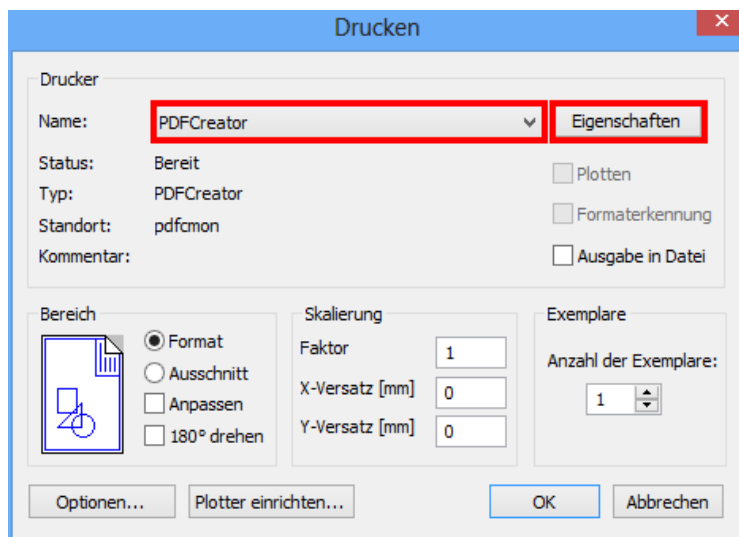 Drucken
Drucker
Name: PDFCreator Eigenschaften
Status: Bereit
Plotten
Typ: PDFCreator
Formaterkennung
Standort: pdfcmon
Kommentar:
Ausgabe in Datei
Bereich
Format
Ausschnitt
Anpassen
180° drehen
Skalierung
Faktor 1
X-Versatz [mm] 0
Y-Versatz [mm] 0
Exemplare
Anzahl der Exemplare:
1
Optionen... Plotter einrichten... OK Abbrechen